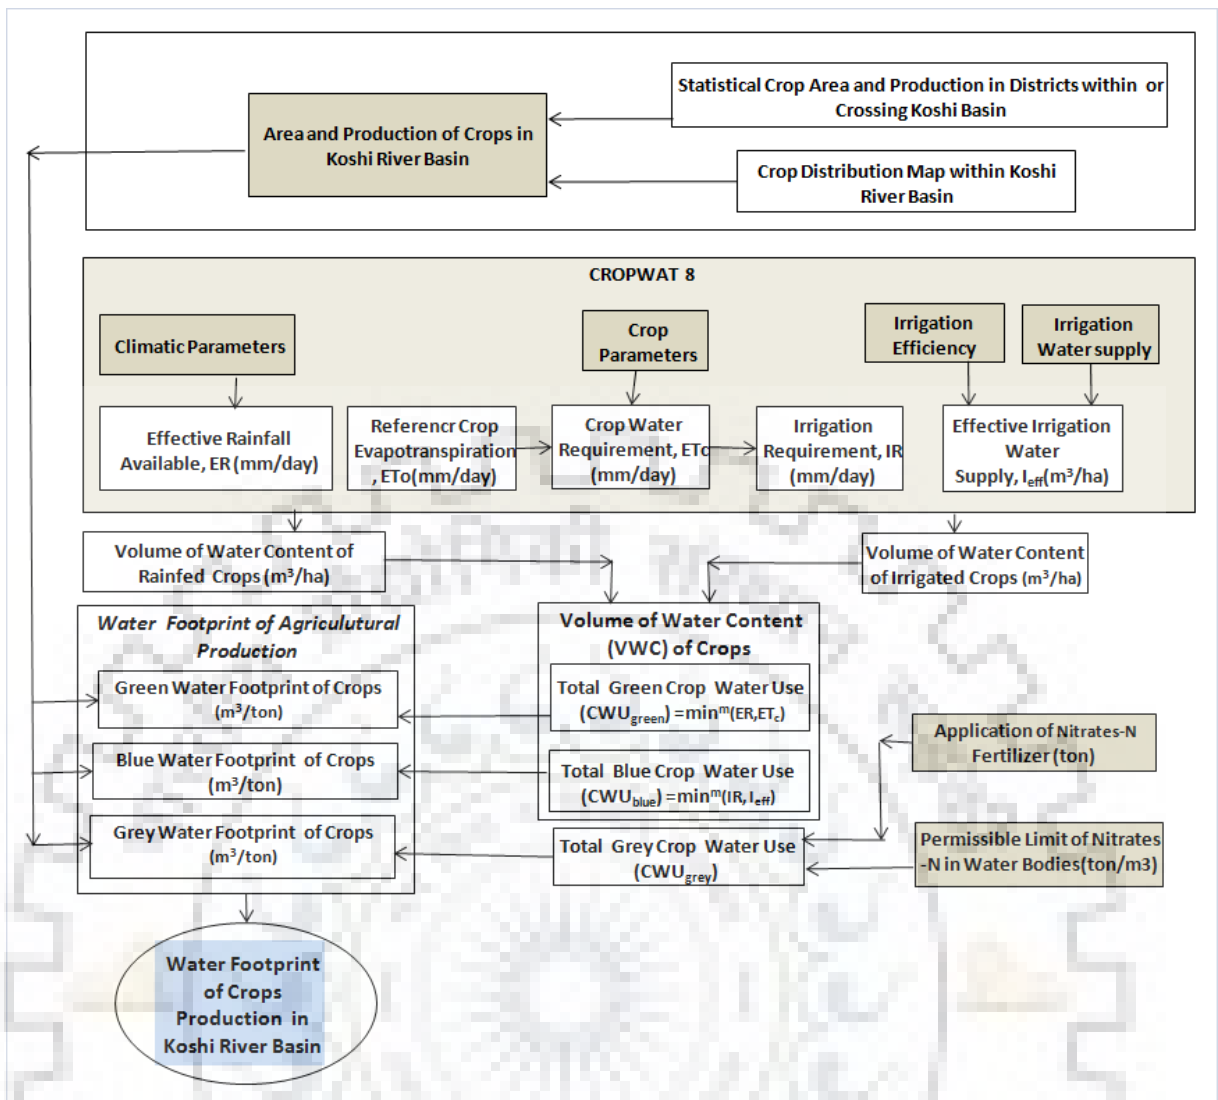 Statistical Crop Area and Production in Districts within or
Crossing Koshi Basin
Area and Production of Crops in
Koshi River Basin
Crop Distribution Map within Koshi
River Basin
CROPWAT 8
Climatic Parameters
Crop
Parameters
Irrigation
Efficiency
Irrigation
Water supply
Effective Rainfall
Available, ER (mm/day)
Referencr Crop
Evapotranspiration
, ETo(mm/day)
Crop Water
Requirement, ETc
(mm/day)
Irrigation
Requirement, IR
(mm/day)
Effective Irrigation
Water
Supply, Ieff(m³/ha)
Volume of Water Content of
Rainfed Crops (m³/ha)
Volume of Water Content
of Irrigated Crops (m³/ha)
Water Footprint of Agriculutural
Production
Green Water Footprint of Crops
(m³/ton)
Blue Water Footprint of Crops
(m³/ton)
Grey Water Footprint of Crops
(m³/ton)
Volume of Water Content
(VWC) of Crops
Total Green Crop Water Use
(CWUgreen) =minᵐ(ER,ETc)
Total Blue Crop Water Use
(CWUblue) =minᵐ(IR, Ieff)
Total Grey Crop Water Use
(CWUgrey)
Application of Nitrates-N
Fertilizer (ton)
Permissible Limit of Nitrates
-N in Water Bodies(ton/m3)
Water Footprint
of Crops
Production in
Koshi River Basin